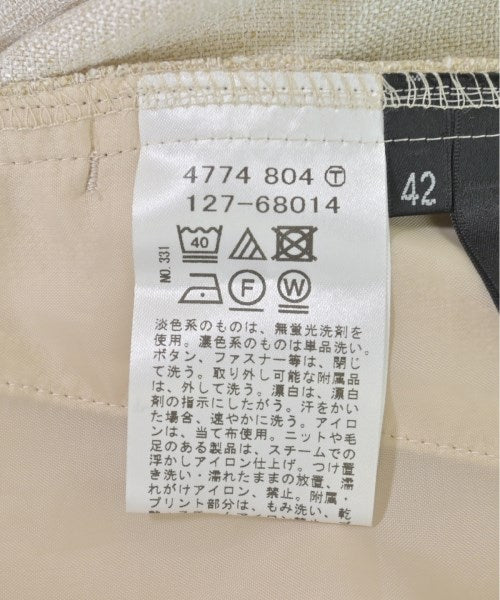 4774 804 Ⓣ
127-68014
42
40
NO.331
F W
淡色系のものは、無蛍光洗剤を
使用。濃色系のものは単品洗い。
ボタン、ファスナー等は、閉じ
て洗う。取り外し可能な附属品
は、外して洗う。漂白は、漂白
剤の指示にしたがう。汗をかい
た場合、速やかに洗う。アイロ
ンは、当て布使用。ニットや毛
足のある製品は、スチームでの
浮かしアイロン仕上げ。つけ置
き洗い・濡れたままの放置、濡
れがけアイロン、禁止。附属・
プリント部分は、もみ洗い、乾